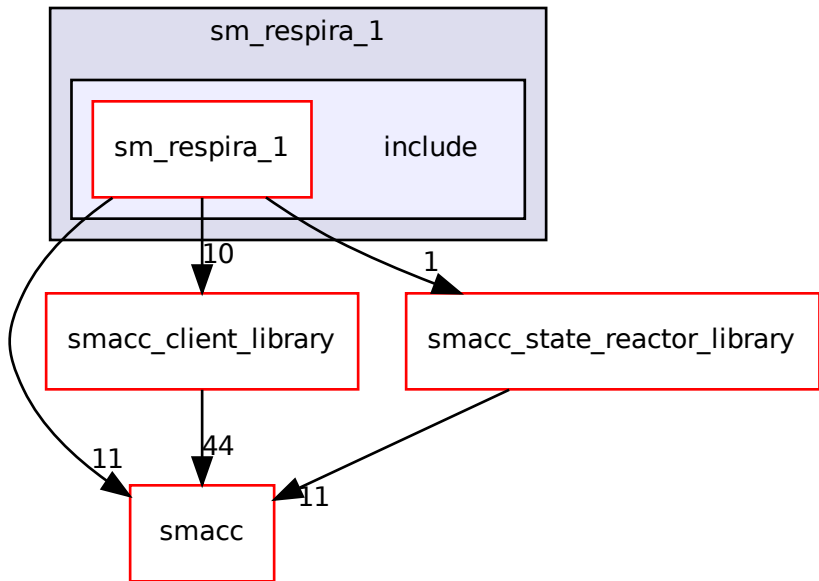 sm_respira_1
sm_respira_1
include
10
1
smacc_client_library
smacc_state_reactor_library
11
44
11
smacc